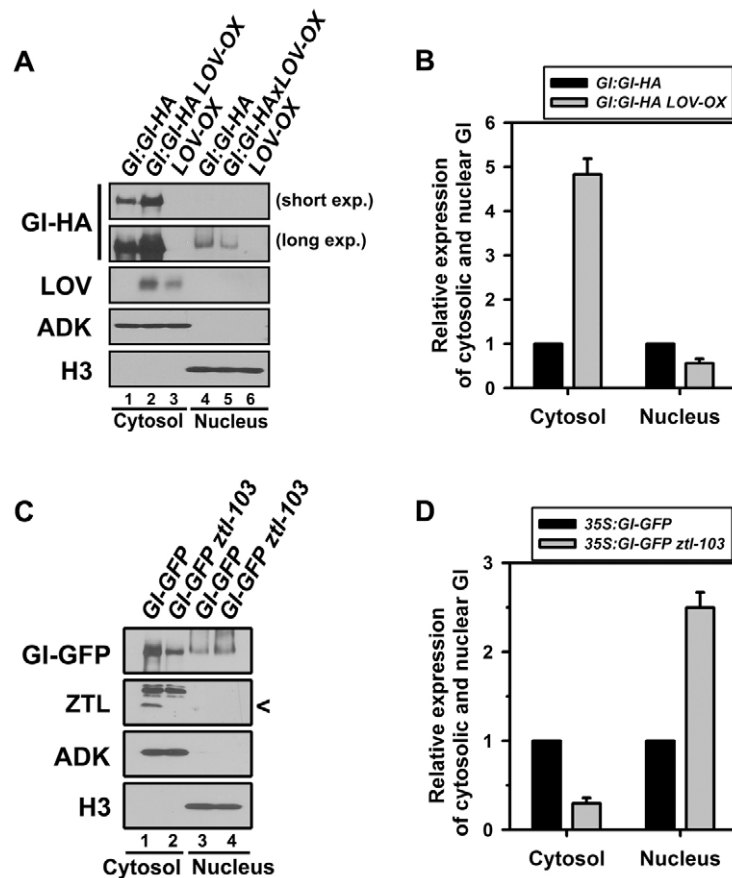 A
GI:GI-HA
GI:GI-HA LOV-OX
LOV-OX
GI:GI-HA
GI:GI-HAxLOV-OX
LOV-OX
GI-HA
(short exp.)
(long exp.)
LOV
ADK
H3
1 2 3 4 5 6
Cytosol Nucleus
B
GI:GI-HA
GI:GI-HA LOV-OX
Relative expression
of cytosolic and nuclear GI
6
5
4
3
2
1
0
Cytosol Nucleus
C
GI-GFP
GI-GFP ztl-103
GI-GFP
GI-GFP ztl-103
GI-GFP
ZTL <
ADK
H3
1 2 3 4
Cytosol Nucleus
D
35S:GI-GFP
35S:GI-GFP ztl-103
Relative expression
of cytosolic and nuclear GI
3
2
1
0
Cytosol Nucleus